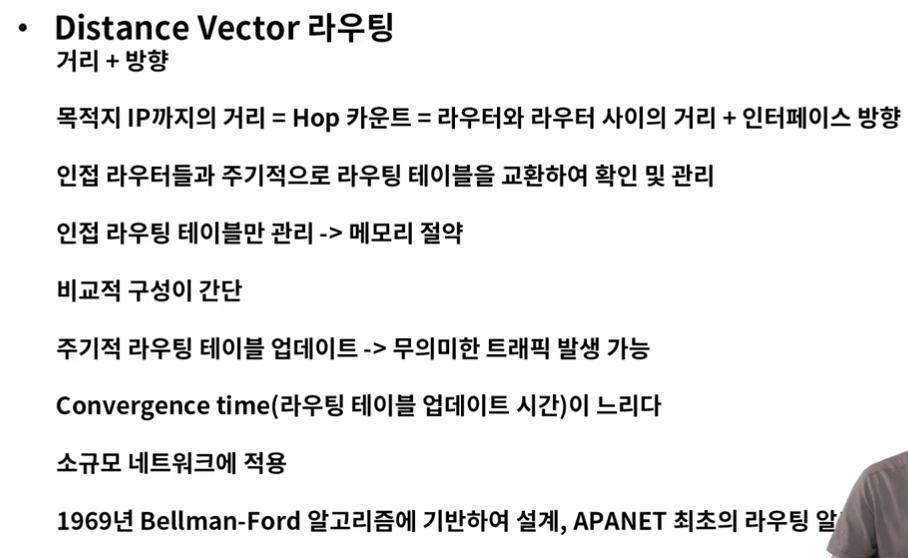 • Distance Vector 라우팅
거리 + 방향
목적지 IP까지의 거리 = Hop 카운트 = 라우터와 라우터 사이의 거리 + 인터페이스 방향
인접 라우터들과 주기적으로 라우팅 테이블을 교환하여 확인 및 관리
인접 라우팅 테이블만 관리 -> 메모리 절약
비교적 구성이 간단
주기적 라우팅 테이블 업데이트 -> 무의미한 트래픽 발생 가능
Convergence time(라우팅 테이블 업데이트 시간)이 느리다
소규모 네트워크에 적용
1969년 Bellman-Ford 알고리즘에 기반하여 설계, APANET 최초의 라우팅